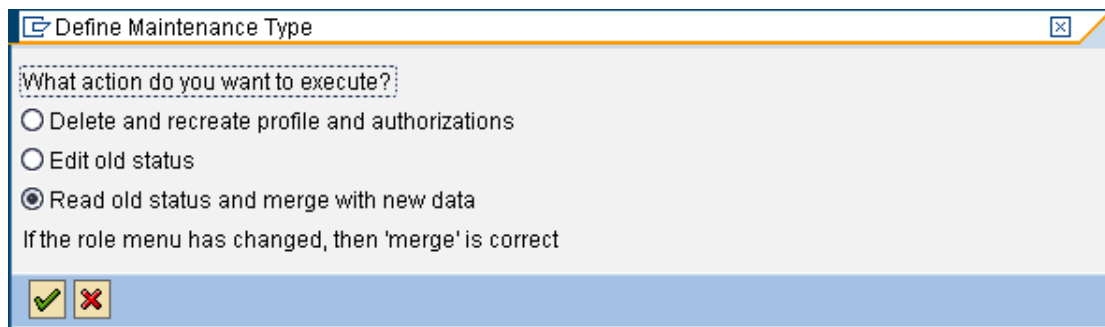 Define Maintenance Type
What action do you want to execute?
Delete and recreate profile and authorizations
Edit old status
Read old status and merge with new data
If the role menu has changed, then 'merge' is correct